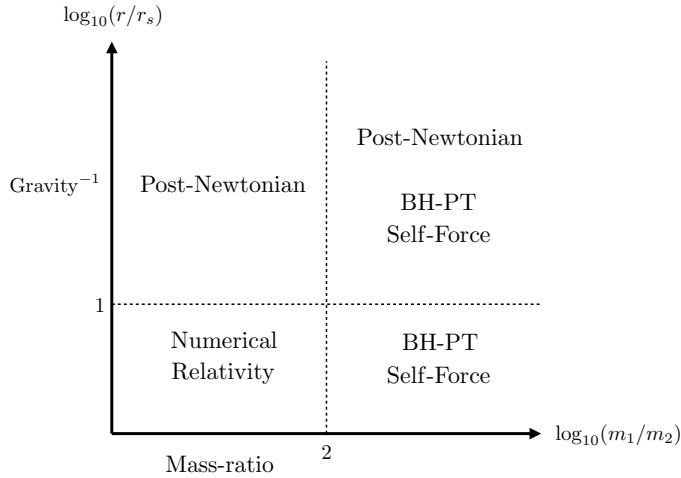 log₁₀(r/rₛ)
Post-Newtonian
Gravity⁻¹
Post-Newtonian
BH-PT
Self-Force
1
Numerical
Relativity
BH-PT
Self-Force
log₁₀(m₁/m₂)
2
Mass-ratio